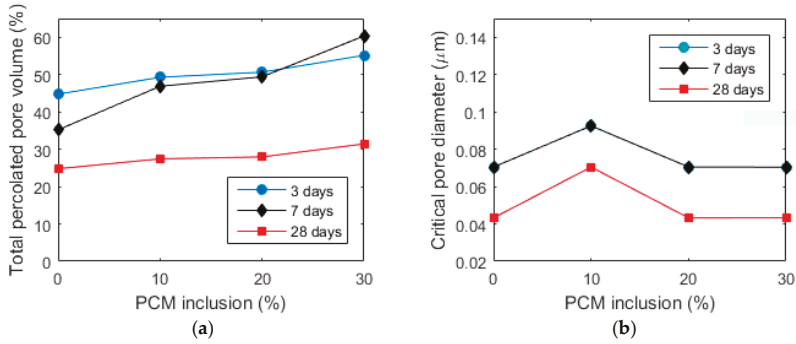 Total percolated pore volume (%)
60
50
40
30
20
10
0
3 days
7 days
28 days
0 10 20 30
PCM inclusion (%)
(a)
Critical pore diameter (μm)
0.14
0.12
0.1
0.08
0.06
0.04
0.02
3 days
7 days
28 days
0 10 20 30
PCM inclusion (%)
(b)